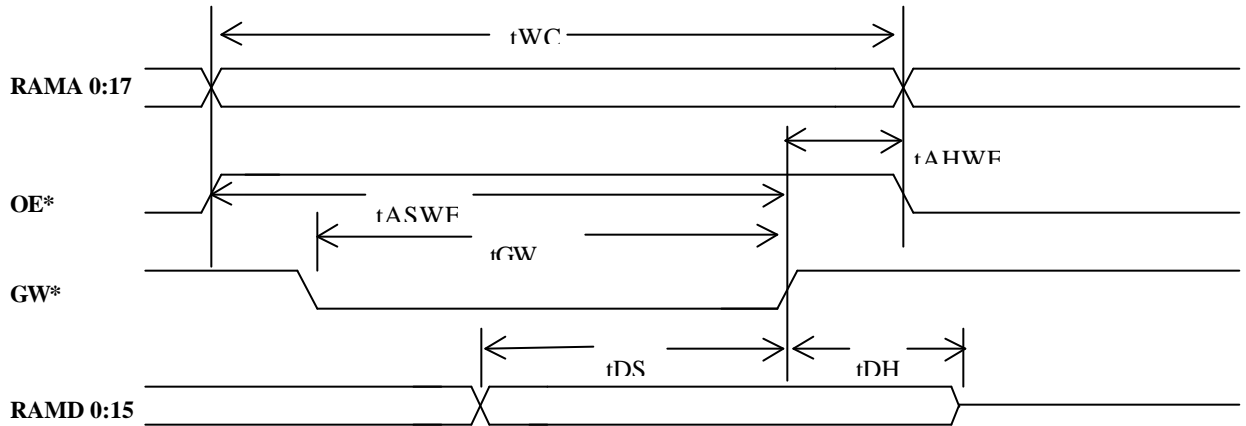 tWC
RAMA 0:17
tAHWE
OE*
tASWE
tGW
GW*
tDS
tDH
RAMD 0:15